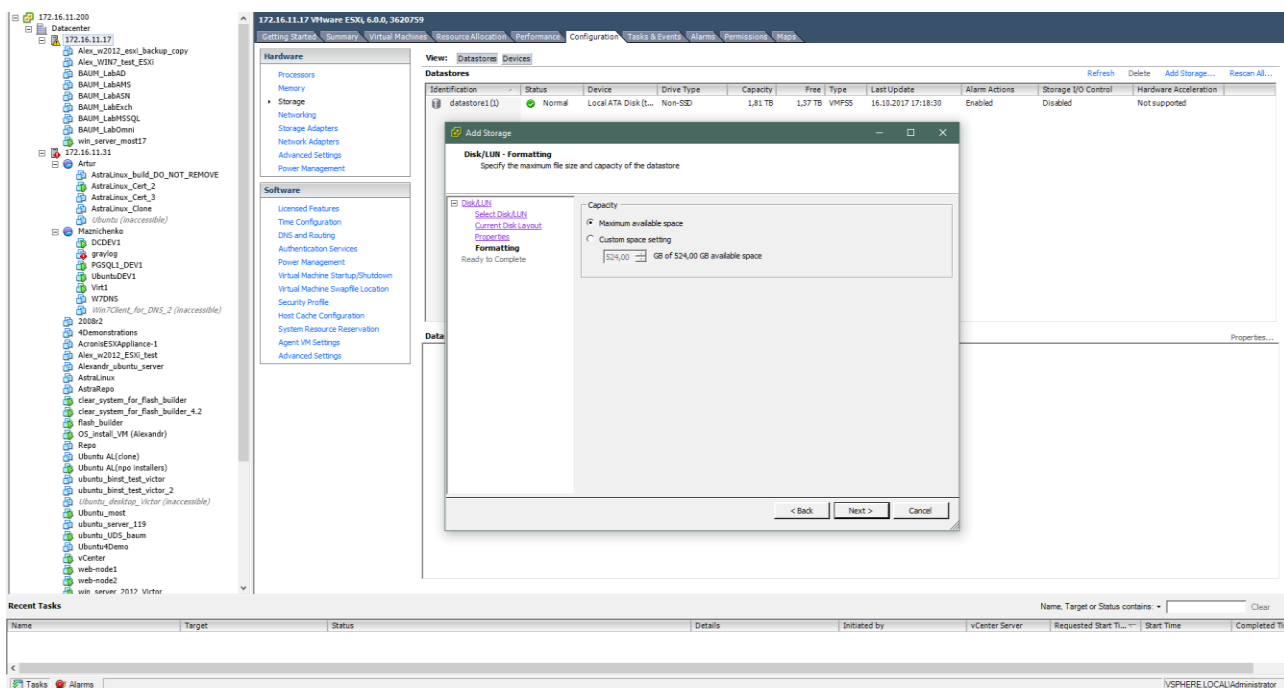 172.16.11.200
Datacenter
172.16.11.17
Alex_w2012_esxi_backup_copy
Alex_WIN7_test_ESXi
BAUM_LabAD
BAUM_LabAMS
BAUM_LabASN
BAUM_LabExch
BAUM_LabMSSQL
BAUM_LabOmni
win_server_most17
172.16.11.31
Artur
AstraLinux_build_DO_NOT_REMOVE
AstraLinux_Cert_2
AstraLinux_Cert_3
AstraLinux_Clone
Ubuntu (inaccessible)
Maznichenko
DCDEV1
graylog
PGSQL1_DEV1
UbuntuDEV1
Virt1
W7DNS
Win7Client_for_DNS_2 (inaccessible)
2008r2
4Demonstrations
AcronisESXAppliance-1
Alex_w2012_ESXi_test
Alexandr_ubuntu_server
AstraLinux
AstraRepo
clear_system_for_flash_builder
clear_system_for_flash_builder_4.2
flash_builder
OS_install_VM (Alexandr)
Repo
Ubuntu AL(clone)
Ubuntu AL(npo installers)
ubuntu_binst_test_victor
ubuntu_binst_test_victor_2
Ubuntu_desktop_Victor (inaccessible)
Ubuntu_most
ubuntu_server_119
ubuntu_UDS_baum
Ubuntu4Demo
vCenter
web-node1
web-node2
win_server_2012_Victor
172.16.11.17 VMware ESXi, 6.0.0, 3620759
Getting Started Summary Virtual Machines Resource Allocation Performance Configuration Tasks & Events Alarms Permissions Maps
Hardware
Processors
Memory
Storage
Networking
Storage Adapters
Network Adapters
Advanced Settings
Power Management
Software
Licensed Features
Time Configuration
DNS and Routing
Authentication Services
Power Management
Virtual Machine Startup/Shutdown
Virtual Machine Swapfile Location
Security Profile
Host Cache Configuration
System Resource Reservation
Agent VM Settings
Advanced Settings
View: Datastores Devices
Datastores Refresh Delete Add Storage... Rescan All...
Identification Status Device Drive Type Capacity Free Type Last Update Alarm Actions Storage I/O Control Hardware Acceleration
datastore1 (1) Normal Local ATA Disk (t... Non-SSD 1,81 TB 1,37 TB VMFS5 16.10.2017 17:18:30 Enabled Disabled Not supported
Datas
Properties...
Add Storage
Disk/LUN - Formatting
Specify the maximum file size and capacity of the datastore
Disk/LUN
Select Disk/LUN
Current Disk Layout
Properties
Formatting
Ready to Complete
Capacity
Maximum available space
Custom space setting
524,00 GB of 524,00 GB available space
< Back Next > Cancel
Recent Tasks Name, Target or Status contains: Clear
Name Target Status Details Initiated by vCenter Server Requested Start Ti... Start Time Completed Ti
Tasks Alarms VSPHERE.LOCAL\Administrator